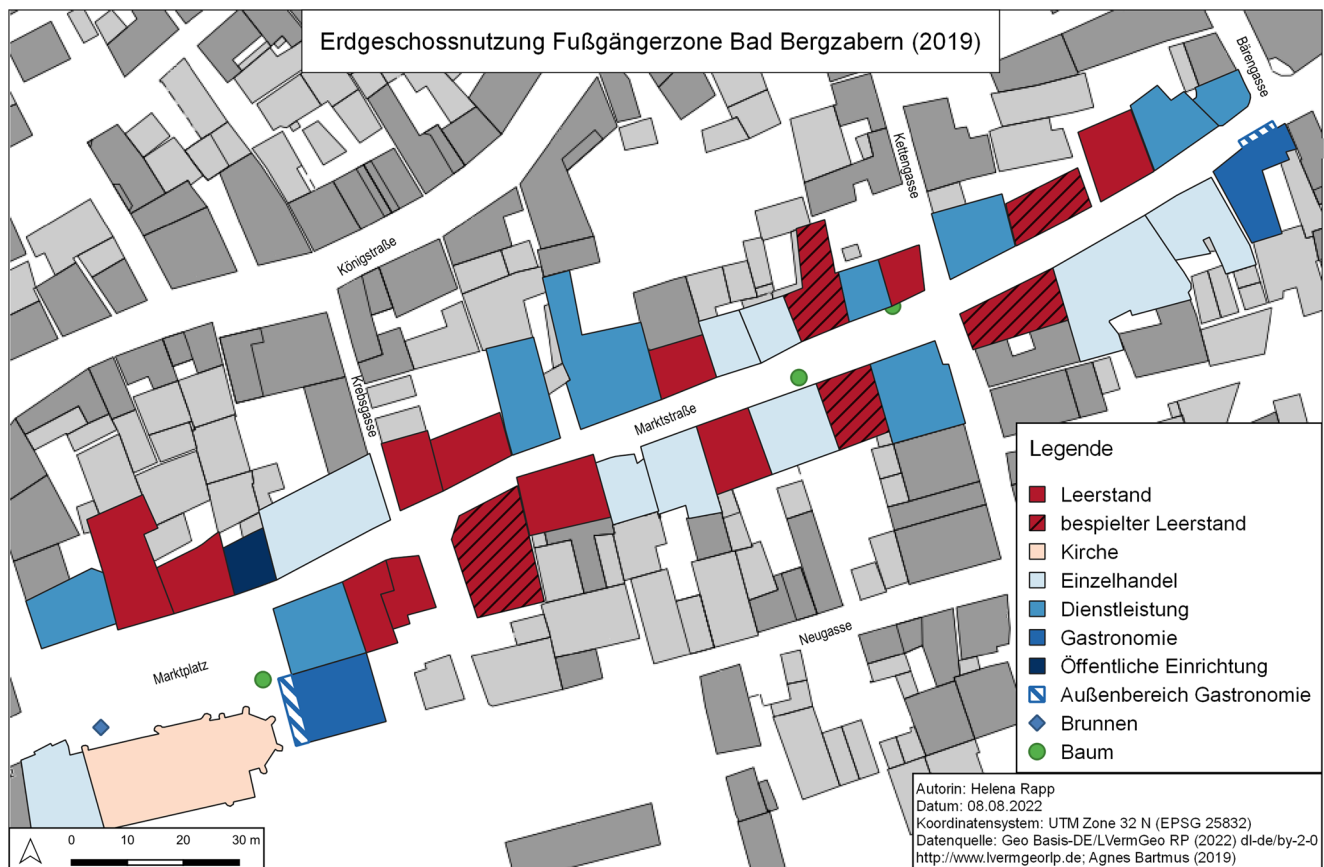 Erdgeschossnutzung Fußgängerzone Bad Bergzabern (2019)
Bärengasse
Kettengasse
Königstraße
Krebsgasse
Marktstraße
Neugasse
Marktplatz
Legende
Leerstand
bespielter Leerstand
Kirche
Einzelhandel
Dienstleistung
Gastronomie
Öffentliche Einrichtung
Außenbereich Gastronomie
Brunnen
Baum
0 10 20 30 m
Autorin: Helena Rapp
Datum: 08.08.2022
Koordinatensystem: UTM Zone 32 N (EPSG 25832)
Datenquelle: Geo Basis-DE/LVermGeo RP (2022) dl-de/by-2-0
http://www.lvermgeorlp.de; Agnes Bartmus (2019)